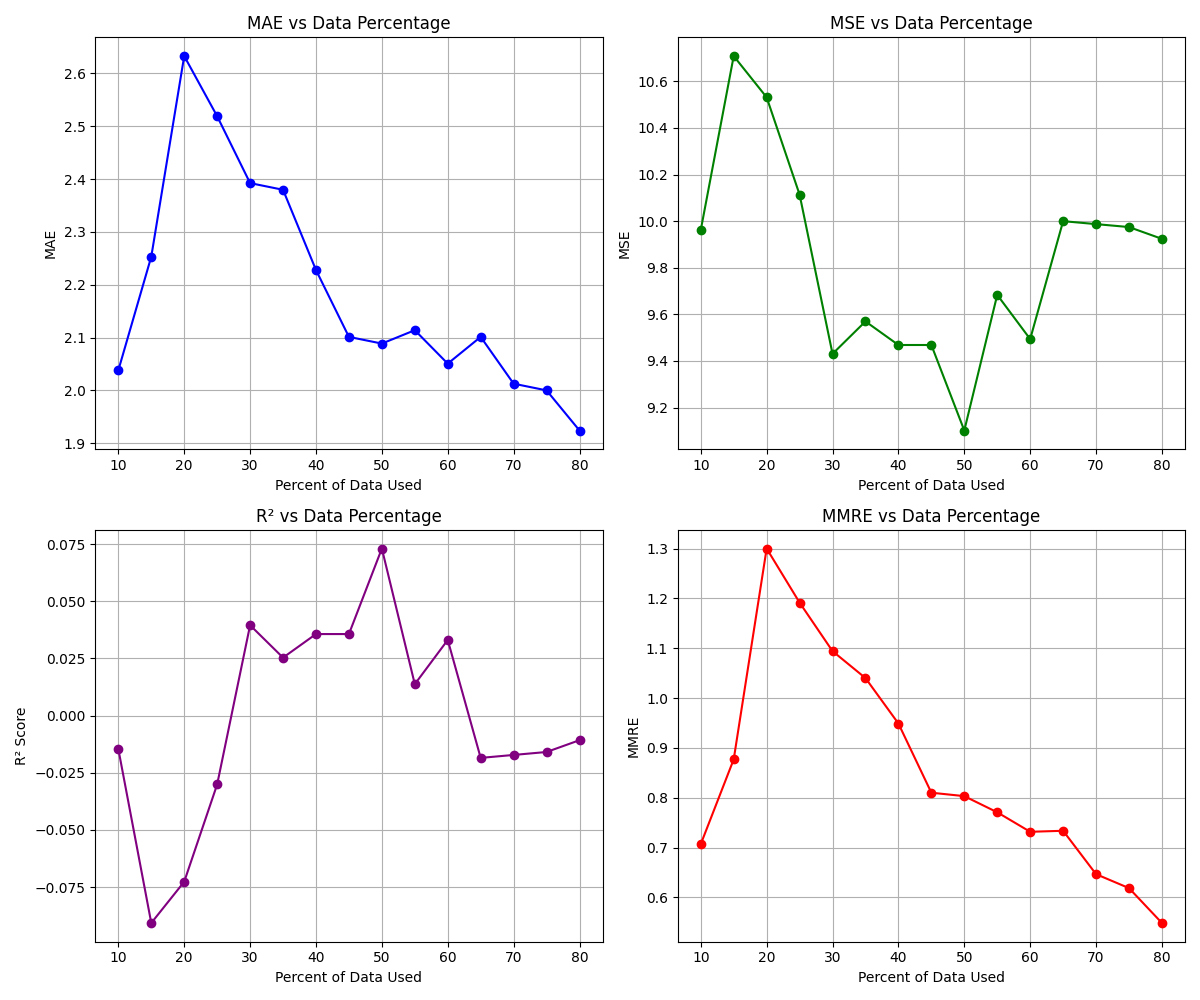 MAE vs Data Percentage
MAE
2.6
2.5
2.4
2.3
2.2
2.1
2.0
1.9
10 20 30 40 50 60 70 80
Percent of Data Used
MSE vs Data Percentage
MSE
10.6
10.4
10.2
10.0
9.8
9.6
9.4
9.2
10 20 30 40 50 60 70 80
Percent of Data Used
R² vs Data Percentage
R² Score
0.075
0.050
0.025
0.000
−0.025
−0.050
−0.075
10 20 30 40 50 60 70 80
Percent of Data Used
MMRE vs Data Percentage
MMRE
1.3
1.2
1.1
1.0
0.9
0.8
0.7
0.6
10 20 30 40 50 60 70 80
Percent of Data Used